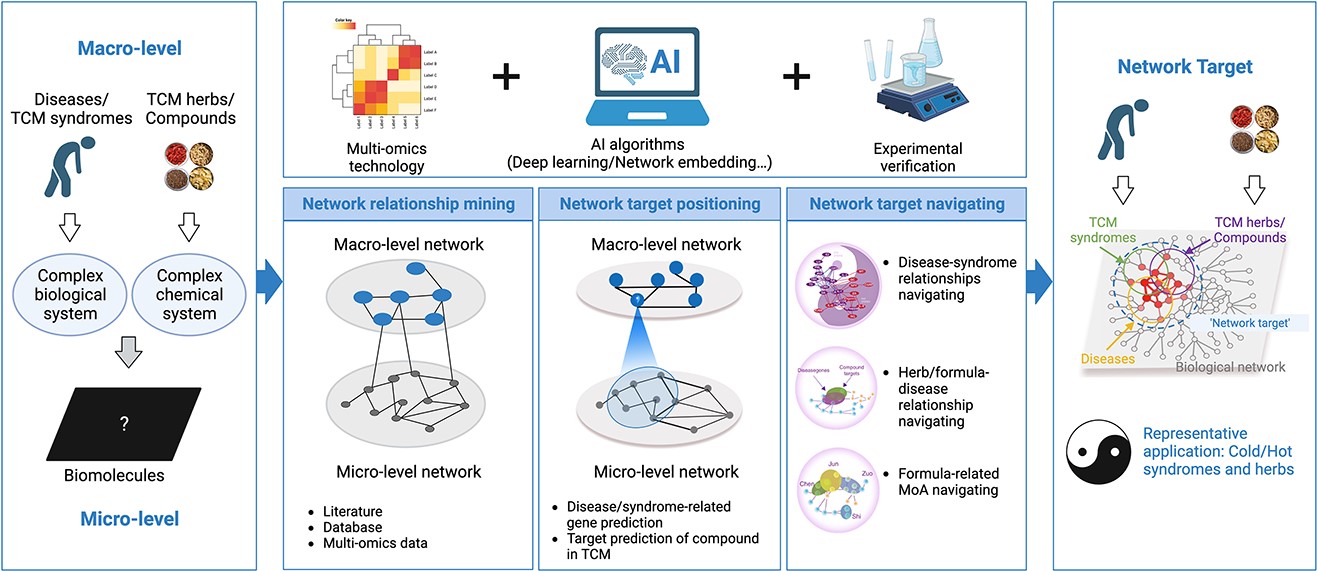 Macro-level
Diseases/
TCM syndromes
TCM herbs/
Compounds
Complex
biological
system
Complex
chemical
system
?
Biomolecules
Micro-level
Color key
Label A
Label B
Label C
Label D
Label E
Label F
Label 1
Label 2
Label 3
Label 4
Label 5
Label 6
Multi-omics
technology
+
AI
AI algorithms
(Deep learning/Network embedding...)
+
Experimental
verification
Network relationship mining
Macro-level network
Micro-level network
• Literature
• Database
• Multi-omics data
Network target positioning
Macro-level network
?
Micro-level network
• Disease/syndrome-related
gene prediction
• Target prediction of compound
in TCM
Network target navigating
• Disease-syndrome
relationships
navigating
Diseasegenes
Compound
targets
• Herb/formula-
disease
relationship
navigating
Jun
Chen
Zuo
Shi
• Formula-related
MoA navigating
Network Target
TCM
syndromes
TCM herbs/
Compounds
'Network target'
Diseases
Biological network
Representative
application: Cold/Hot
syndromes and herbs